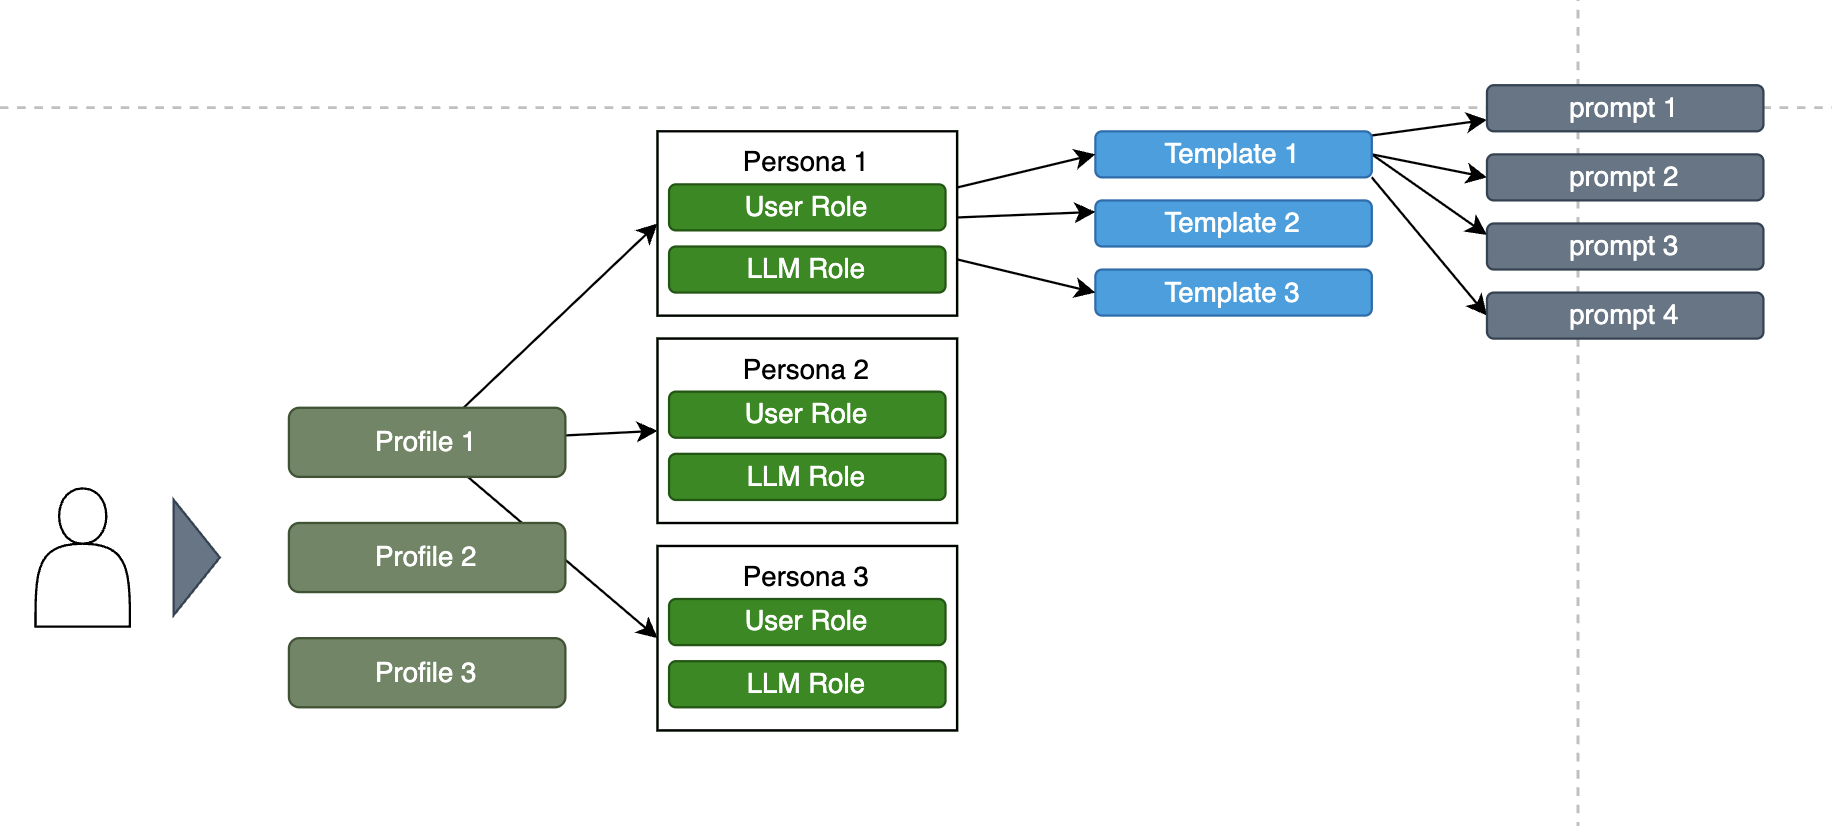 Profile 1
Profile 2
Profile 3
Persona 1
User Role
LLM Role
Persona 2
User Role
LLM Role
Persona 3
User Role
LLM Role
Template 1
Template 2
Template 3
prompt 1
prompt 2
prompt 3
prompt 4